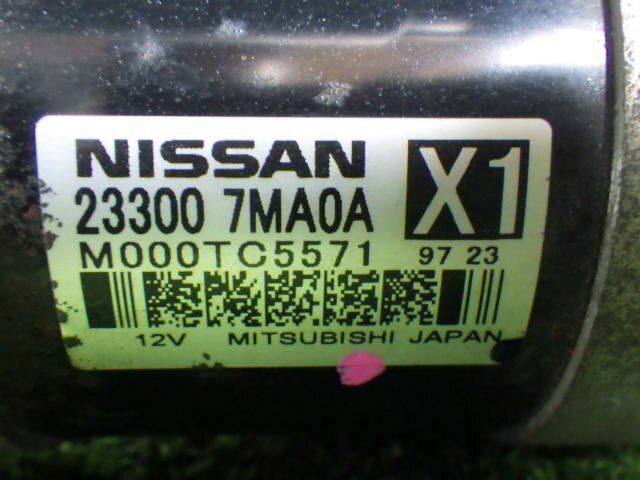 NISSAN
X1
23300 7MA0A
M000TC5571
97 23
12V MITSUBISHI JAPAN